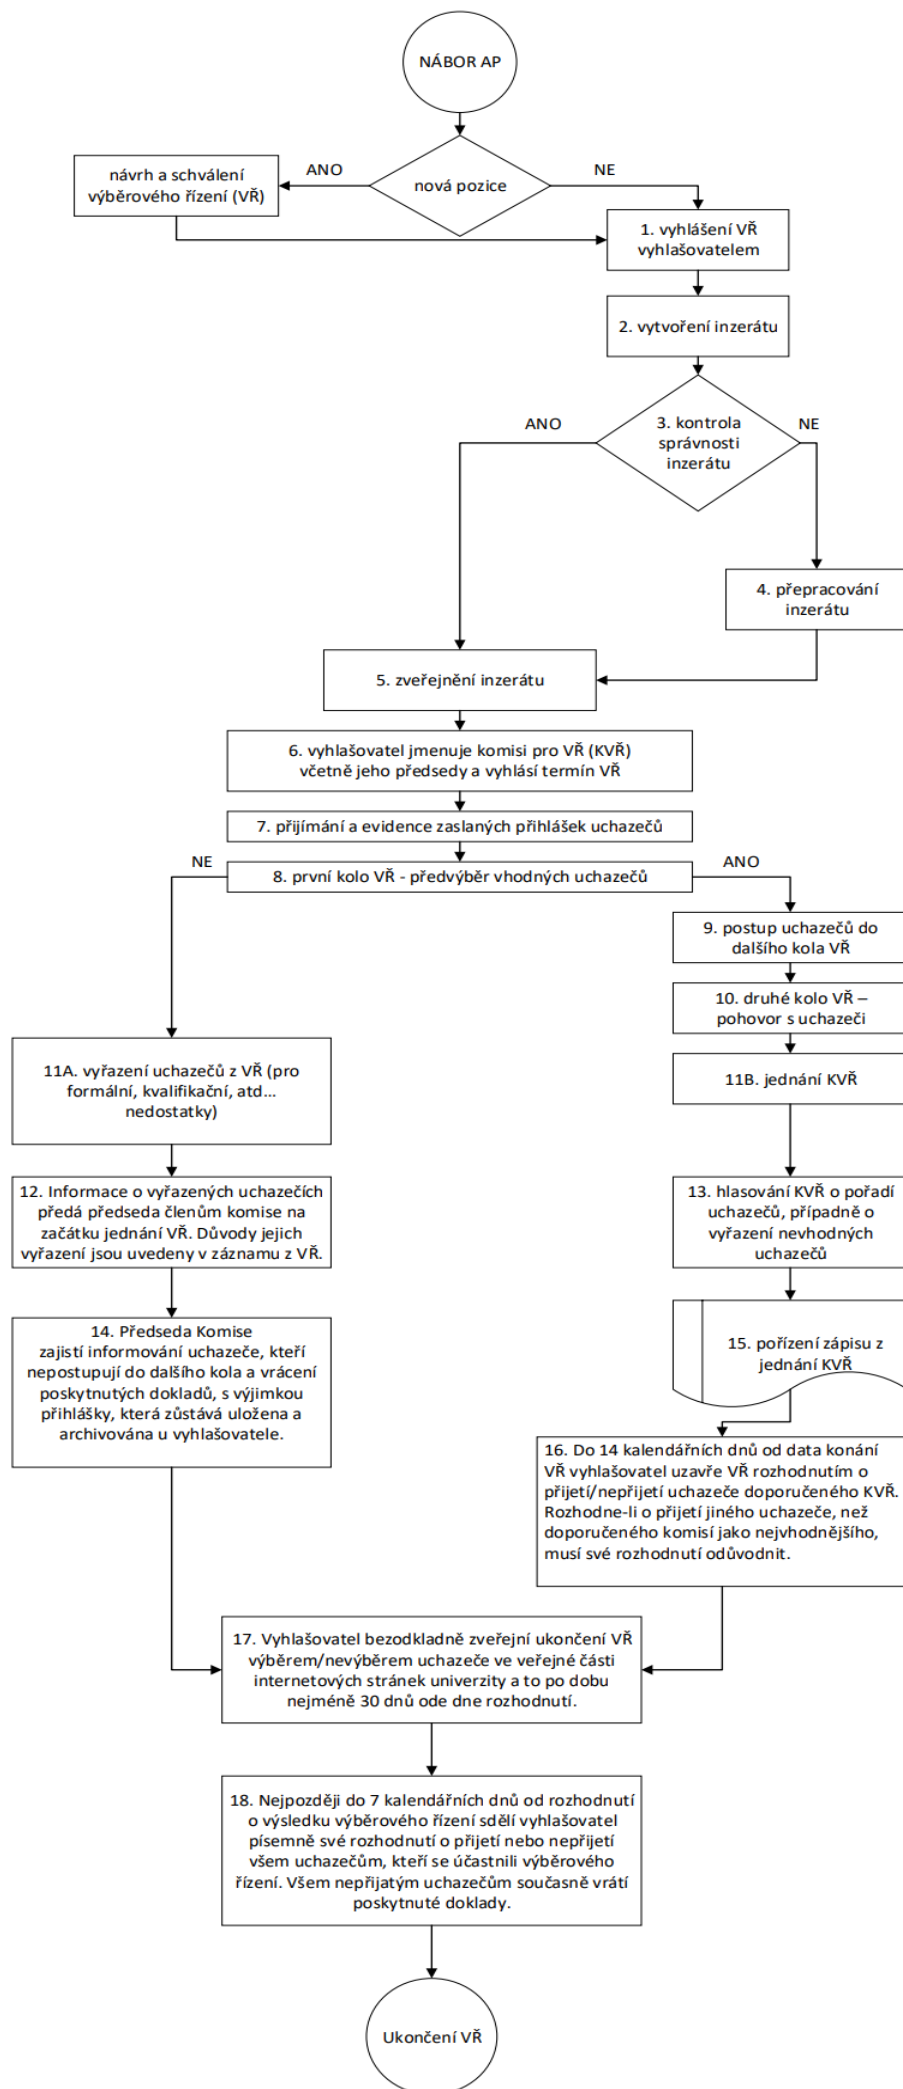 NÁBOR AP
nová pozice
ANO
NE
návrh a schválení
výběrového řízení (VŘ)
1. vyhlášení VŘ
vyhlašovatelem
2. vytvoření inzerátu
3. kontrola
správnosti
inzerátu
ANO
NE
4. přepracování
inzerátu
5. zveřejnění inzerátu
6. vyhlašovatel jmenuje komisi pro VŘ (KVŘ)
včetně jeho předsedy a vyhlásí termín VŘ
7. přijímání a evidence zaslaných přihlášek uchazečů
NE
ANO
8. první kolo VŘ - předvýběr vhodných uchazečů
9. postup uchazečů do
dalšího kola VŘ
10. druhé kolo VŘ –
pohovor s uchazeči
11A. vyřazení uchazečů z VŘ (pro
formální, kvalifikační, atd...
nedostatky)
11B. jednání KVŘ
12. Informace o vyřazených uchazečích
předá předseda členům komise na
začátku jednání VŘ. Důvody jejich
vyřazení jsou uvedeny v záznamu z VŘ.
13. hlasování KVŘ o pořadí
uchazečů, případně o
vyřazení nevhodných
uchazečů
14. Předseda Komise
zajistí informování uchazeče, kteří
nepostupují do dalšího kola a vrácení
poskytnutých dokladů, s výjimkou
přihlášky, která zůstává uložena a
archivována u vyhlašovatele.
15. pořízení zápisu z
jednání KVŘ
16. Do 14 kalendářních dnů od data konání
VŘ vyhlašovatel uzavře VŘ rozhodnutím o
přijetí/nepřijetí uchazeče doporučeného KVŘ.
Rozhodne-li o přijetí jiného uchazeče, než
doporučeného komisí jako nejvhodnějšího,
musí své rozhodnutí odůvodnit.
17. Vyhlašovatel bezodkladně zveřejní ukončení VŘ
výběrem/nevýběrem uchazeče ve veřejné části
internetových stránek univerzity a to po dobu
nejméně 30 dnů ode dne rozhodnutí.
18. Nejpozději do 7 kalendářních dnů od rozhodnutí
o výsledku výběrového řízení sdělí vyhlašovatel
písemně své rozhodnutí o přijetí nebo nepřijetí
všem uchazečům, kteří se účastnili výběrového
řízení. Všem nepřijatým uchazečům současně vrátí
poskytnuté doklady.
Ukončení VŘ